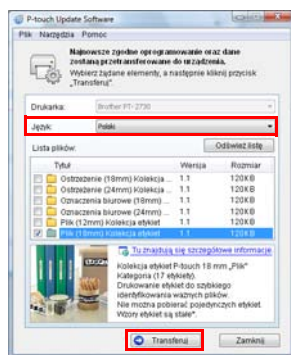 P-touch Update Software
Plik Narzędzia Pomoc
Najnowsze zgodne oprogramowanie oraz dane
zostaną przetransferowane do urządzenia.
Wybierz żądane elementy, a następnie kliknij przycisk
„Transferuj".
Drukarka: Brother PT-2730
Język: Polski
Lista plików: Odśwież listę
Tytuł Wersja Rozmiar
Ostrzeżenie (18mm) Kolekcja ... 1.1 120KB
Ostrzeżenie (24mm) Kolekcja ... 1.1 120KB
Oznaczenia biurowe (18mm) ... 1.1 120KB
Oznaczenia biurowe (24mm) ... 1.1 120KB
Plik (12mm) Kolekcja etykiet 1.1 120KB
Plik (18mm) Kolekcja etykiet 1.1 120KB
Tu znajdują się szczegółowe informacje
Kolekcja etykiet P-touch 18 mm „Plik"
Kategoria (17 etykiety).
Drukowanie etykiet do szybkiego
identyfikowania ważnych plików.
Nie można pobierać pojedynczych etykiet.
Wzory etykiet są stałe*.
Transferuj Zamknij